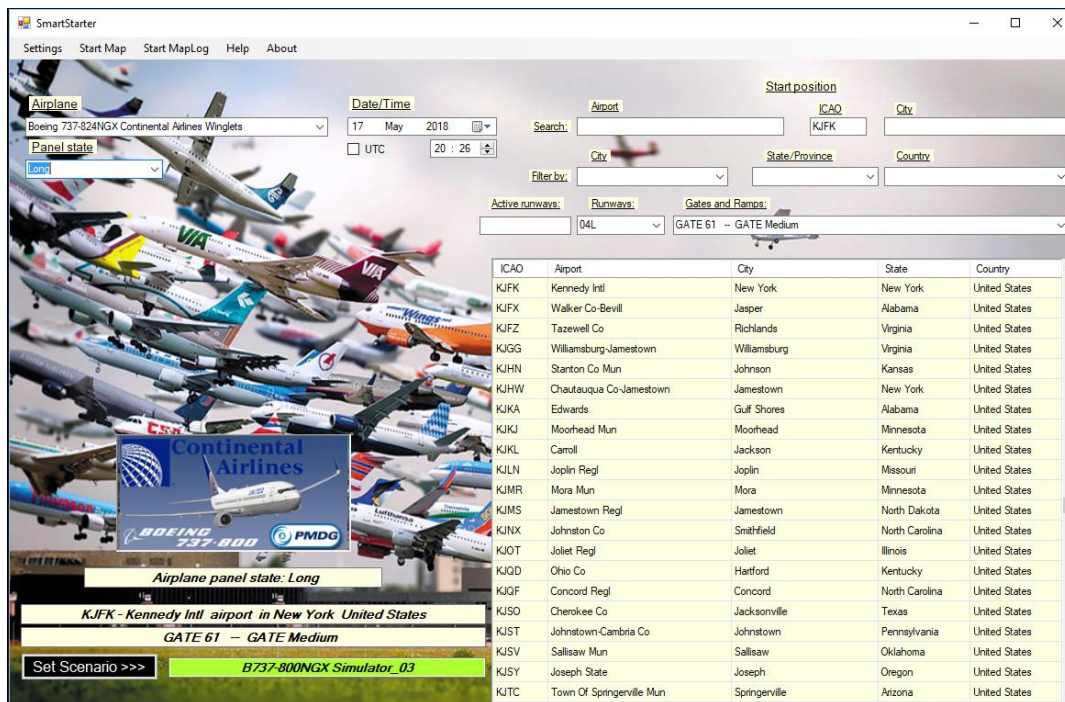 SmartStarter
Settings Start Map Start MapLog Help About
Start position
Airplane Date/Time Airport ICAO City
Boeing 737-824NGX Continental Airlines Winglets 17 May 2018 Search: KJFK
Panel state UTC 20 : 26
Long City State/Province Country
Filter by:
Active runways: Runways: Gates and Ramps:
04L GATE 61 -- GATE Medium
ICAO Airport City State Country
KJFK Kennedy Intl New York New York United States
KJFX Walker Co-Bevill Jasper Alabama United States
KJFZ Tazewell Co Richlands Virginia United States
KJGG Williamsburg-Jamestown Williamsburg Virginia United States
KJHN Stanton Co Mun Johnson Kansas United States
KJHW Chautauqua Co-Jamestown Jamestown New York United States
KJKA Edwards Gulf Shores Alabama United States
KJKJ Moorhead Mun Moorhead Minnesota United States
KJKL Carroll Jackson Kentucky United States
KJLN Joplin Regl Joplin Missouri United States
KJMR Mora Mun Mora Minnesota United States
KJMS Jamestown Regl Jamestown North Dakota United States
KJNX Johnston Co Smithfield North Carolina United States
KJOT Joliet Regl Joliet Illinois United States
KJQD Ohio Co Hartford Kentucky United States
KJQF Concord Regl Concord North Carolina United States
KJSO Cherokee Co Jacksonville Texas United States
KJST Johnstown-Cambria Co Johnstown Pennsylvania United States
KJSV Sallisaw Mun Sallisaw Oklahoma United States
KJSY Joseph State Joseph Oregon United States
KJTC Town Of Springerville Mun Springerville Arizona United States
VIA
VIA
Wings
Lufthansa
Thomson
Continental
Airlines
UNITED
BOEING
737-800
PMDG
Airplane panel state: Long
KJFK - Kennedy Intl airport in New York United States
GATE 61 -- GATE Medium
Set Scenario >>> B737-800NGX Simulator_03